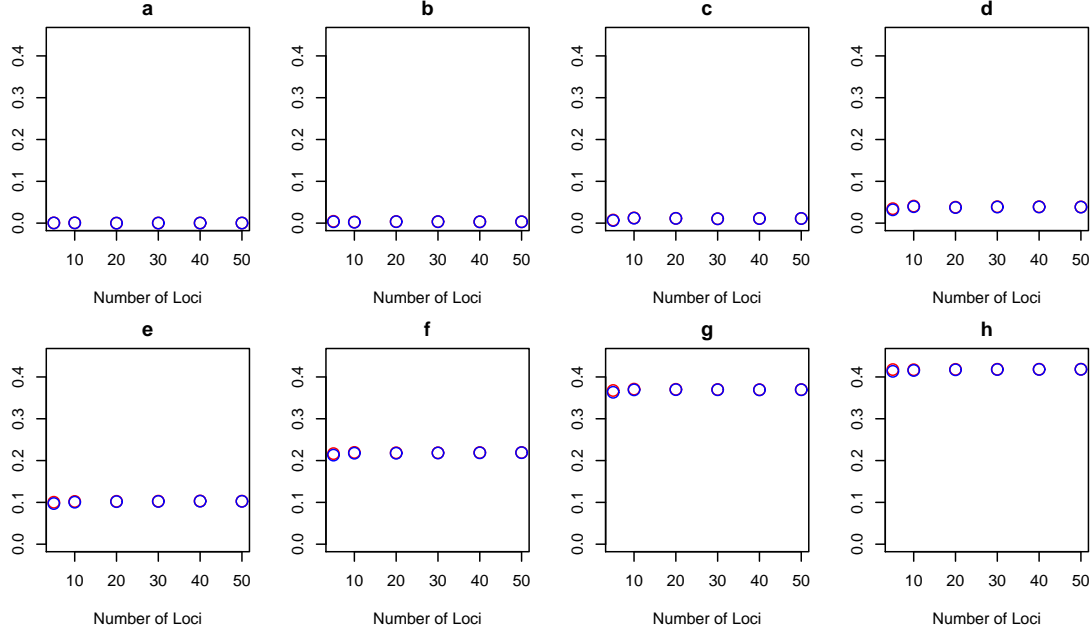 a b c d
0.0 0.1 0.2 0.3 0.4 0.0 0.1 0.2 0.3 0.4 0.0 0.1 0.2 0.3 0.4 0.0 0.1 0.2 0.3 0.4
10 20 30 40 50 10 20 30 40 50 10 20 30 40 50 10 20 30 40 50
Number of Loci Number of Loci Number of Loci Number of Loci
e f g h
0.0 0.1 0.2 0.3 0.4 0.0 0.1 0.2 0.3 0.4 0.0 0.1 0.2 0.3 0.4 0.0 0.1 0.2 0.3 0.4
10 20 30 40 50 10 20 30 40 50 10 20 30 40 50 10 20 30 40 50
Number of Loci Number of Loci Number of Loci Number of Loci